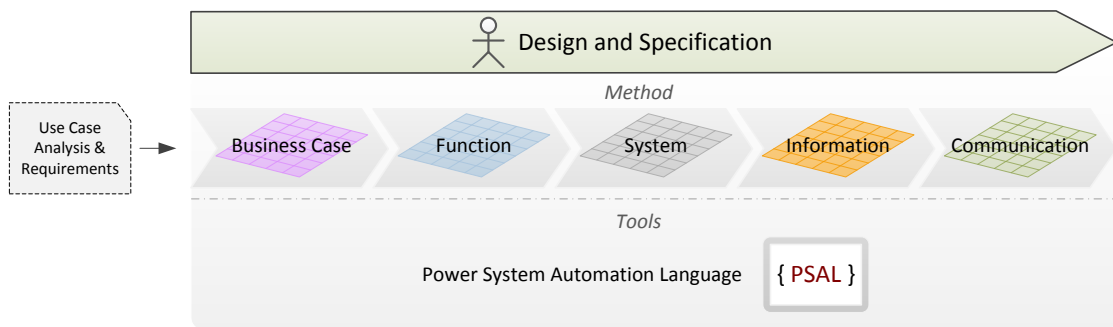 Design and Specification
Method
Use Case
Analysis &
Requirements
Business Case
Function
System
Information
Communication
Tools
Power System Automation Language
{ PSAL }